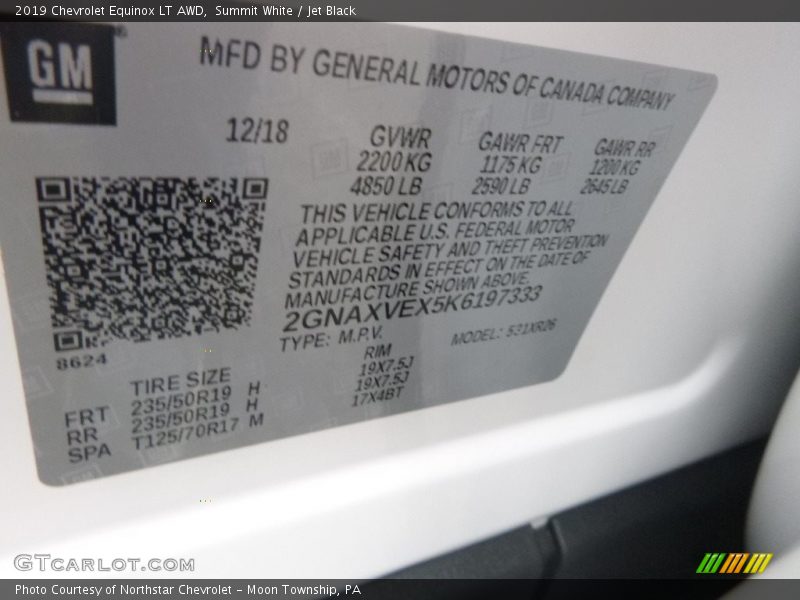 2019 Chevrolet Equinox LT AWD, Summit White / Jet Black
GM
MFD BY GENERAL MOTORS OF CANADA COMPANY
12/18
GVWR GAWR FRT GAWR RR
2200 KG 1175 KG 1200 KG
4850 LB 2590 LB 2645 LB
THIS VEHICLE CONFORMS TO ALL
APPLICABLE U.S. FEDERAL MOTOR
VEHICLE SAFETY AND THEFT PREVENTION
STANDARDS IN EFFECT ON THE DATE OF
MANUFACTURE SHOWN ABOVE.
2GNAXVEX5K6197333
TYPE: M.P.V. MODEL: 531XR26
8624
TIRE SIZE RIM
FRT 235/50R19 H 19X7.5J
RR 235/50R19 H 19X7.5J
SPA T125/70R17 M 17X4BT
GTCARLOT.COM
Photo Courtesy of Northstar Chevrolet - Moon Township, PA